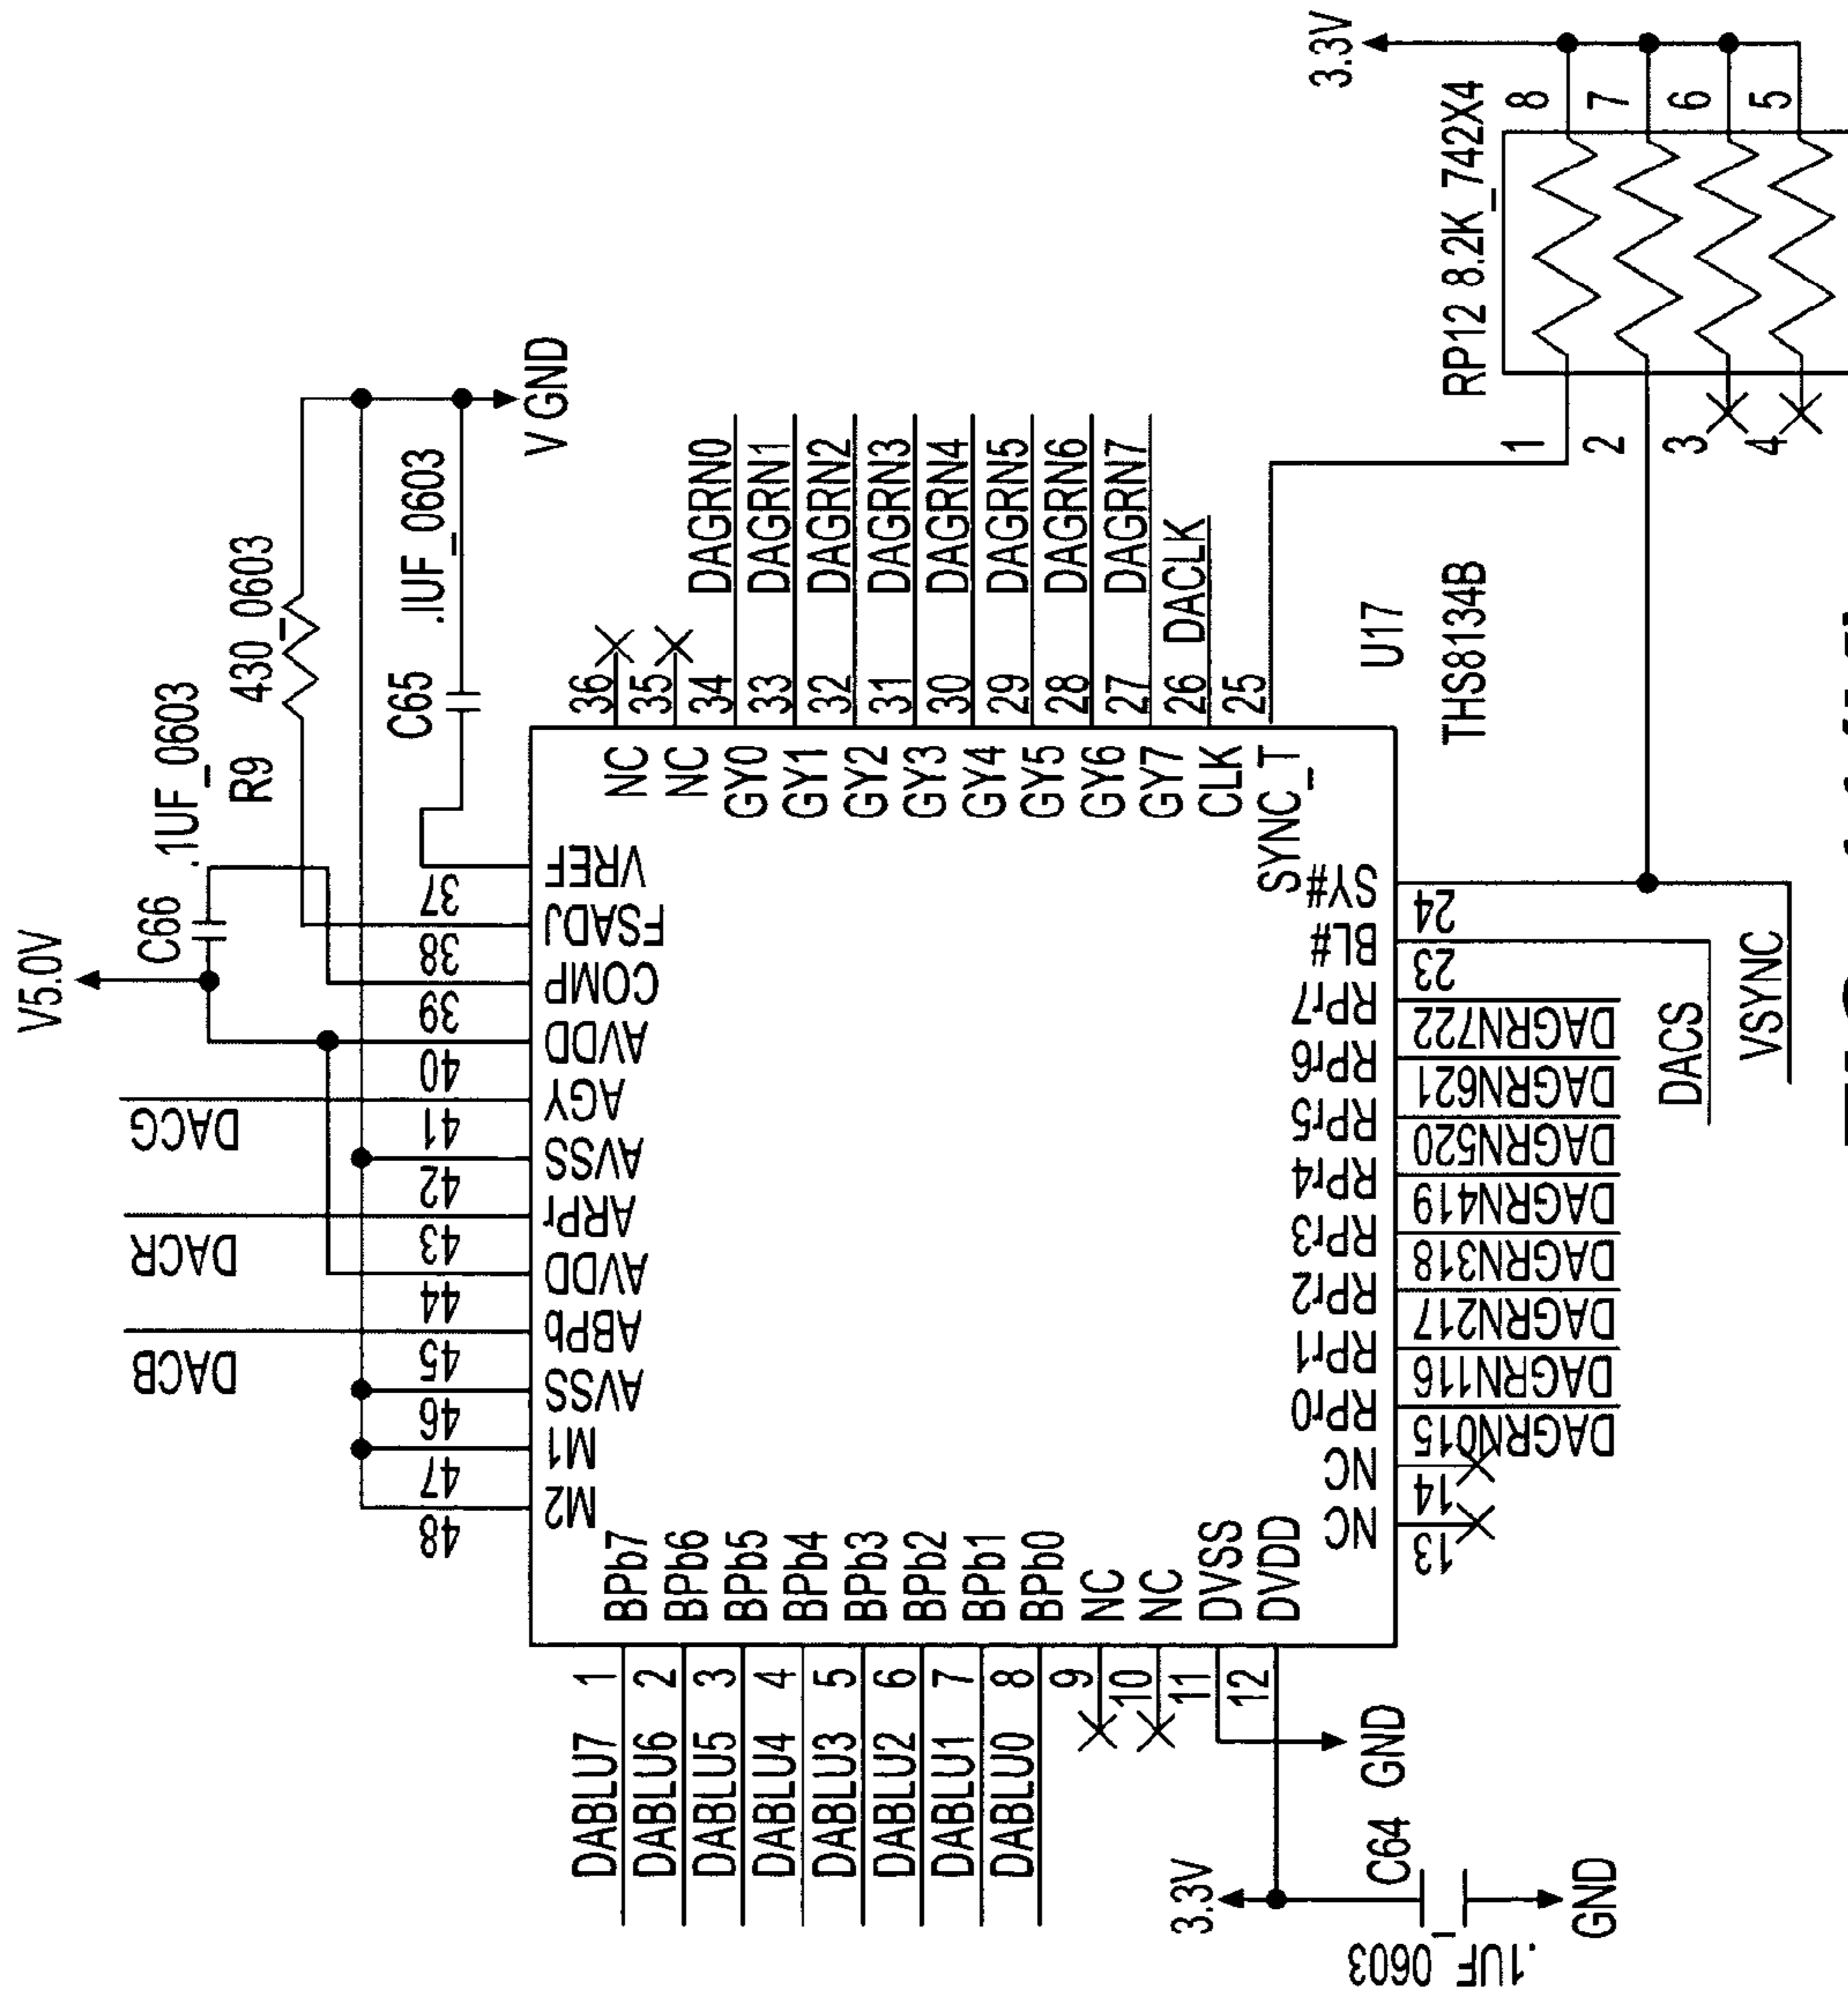 V5.0V
C66
.1UF_0603
R9 430_0603
C65
.IUF_0603
V GND
DACG
DACR
DACB
37 VREF
38 FSADJ
39 COMP
40 AVDD
41 AGY
42 AVSS
43 ARPr
44 AVDD
45 ABPb
46 AVSS
47 M1
48 M2
NC 36
NC 35
GY0 34 DAGRN0
GY1 33 DAGRN1
GY2 32 DAGRN2
GY3 31 DAGRN3
GY4 30 DAGRN4
GY5 29 DAGRN5
GY6 28 DAGRN6
GY7 27 DAGRN7
CLK 26 DACLK
SYNC_T 25
DABLU7 1 BPb7
DABLU6 2 BPb6
DABLU5 3 BPb5
DABLU4 4 BPb4
DABLU3 5 BPb3
DABLU2 6 BPb2
DABLU1 7 BPb1
DABLU0 8 BPb0
9 NC
10 NC
11 DVSS
12 DVDD
GND
3.3V
C64
.1UF_0603
GND
NC 13
NC 14
RPr0 DAGRN015
RPr1 DAGRN116
RPr2 DAGRN217
RPr3 DAGRN318
RPr4 DAGRN419
RPr5 DAGRN520
RPr6 DAGRN621
RPr7 DAGRN722
BL# 23
SY# 24
DACS
VSYNC
U17
THS8134B
RP12 8.2K_742X4
3.3V
1 8
2 7
3 6
4 5